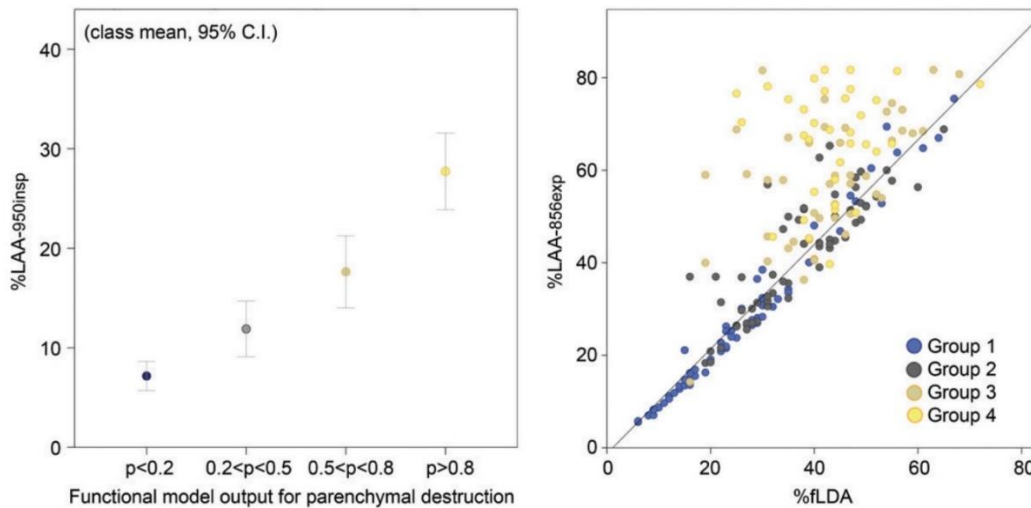 (class mean, 95% C.I.)
40
30
20
10
0
%LAA-950insp
p<0.2
0.2<p<0.5
0.5<p<0.8
p>0.8
Functional model output for parenchymal destruction
80
60
40
20
0
%LAA-856exp
Group 1
Group 2
Group 3
Group 4
0
20
40
60
80
%fLDA